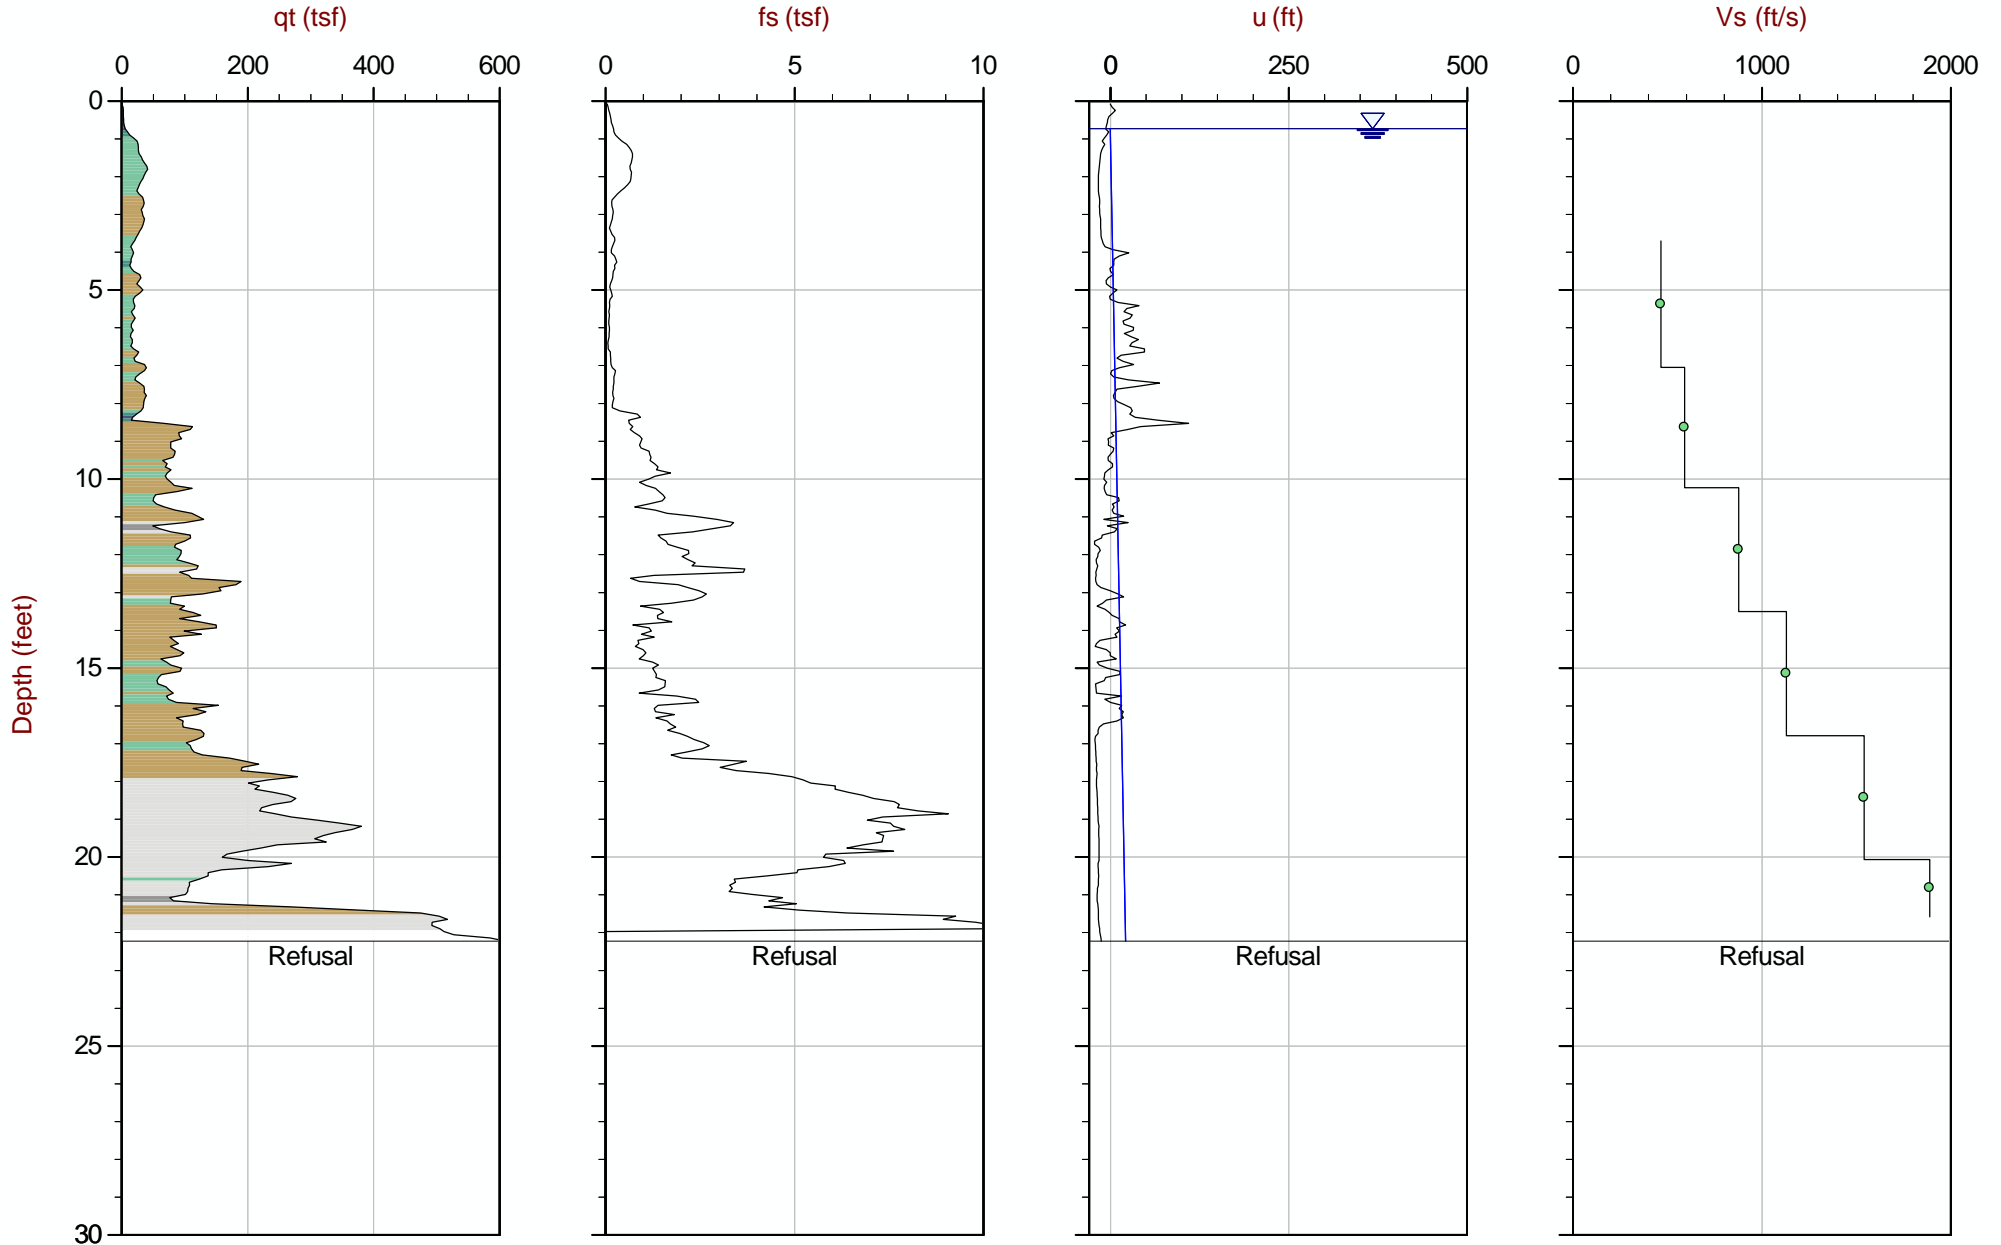 qt (tsf) fs (tsf) u (ft) Vs (ft/s)
0 200 400 600 0 5 10 0 250 500 0 1000 2000
0
5
10
15
20
25
30
Depth (feet)
Refusal Refusal Refusal Refusal